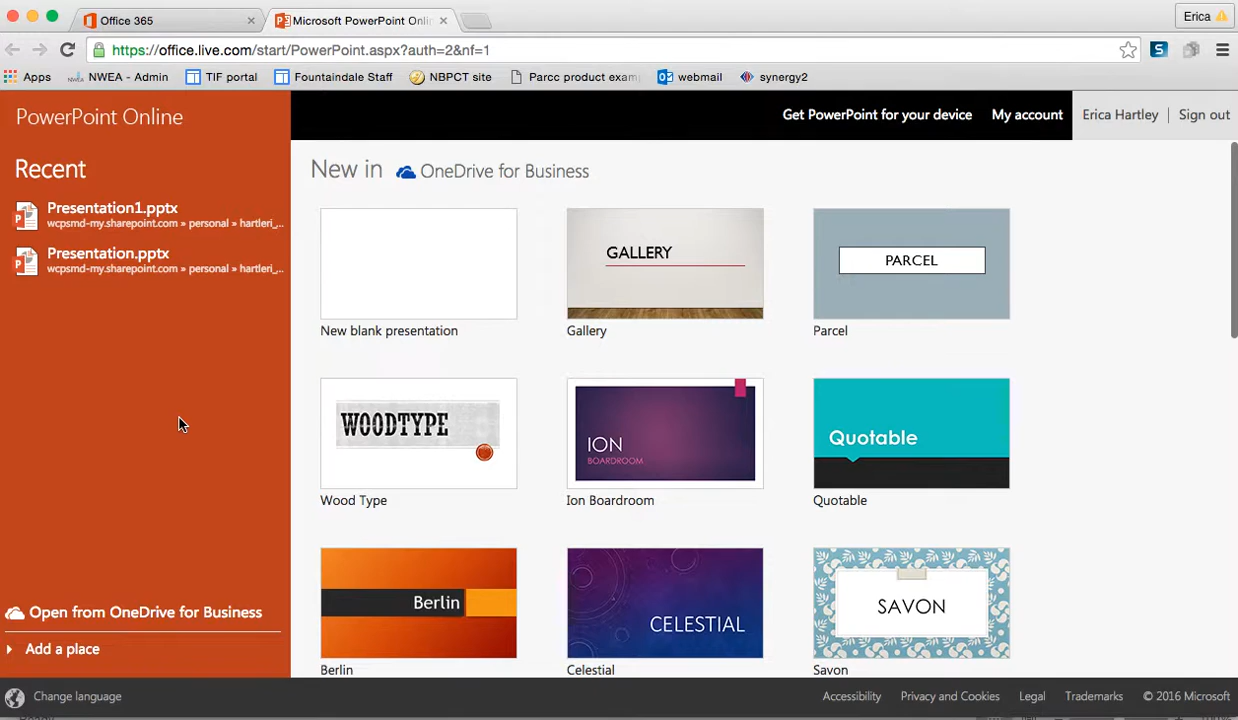 Office 365
Microsoft PowerPoint Onli
Erica
https://office.live.com/start/PowerPoint.aspx?auth=2&nf=1
Apps
NWEA - Admin
TIF portal
Fountaindale Staff
NBPCT site
Parcc product exam
webmail
synergy2
PowerPoint Online
Get PowerPoint for your device
My account
Erica Hartley
Sign out
Recent
Presentation1.pptx
wcpsmd-my.sharepoint.com » personal » hartleri_...
Presentation.pptx
wcpsmd-my.sharepoint.com » personal » hartleri_...
Open from OneDrive for Business
Add a place
New in OneDrive for Business
GALLERY
PARCEL
New blank presentation
Gallery
Parcel
WOODTYPE
ION
BOARDROOM
Quotable
Wood Type
Ion Boardroom
Quotable
Berlin
CELESTIAL
SAVON
Berlin
Celestial
Savon
Change language
Accessibility
Privacy and Cookies
Legal
Trademarks
© 2016 Microsoft